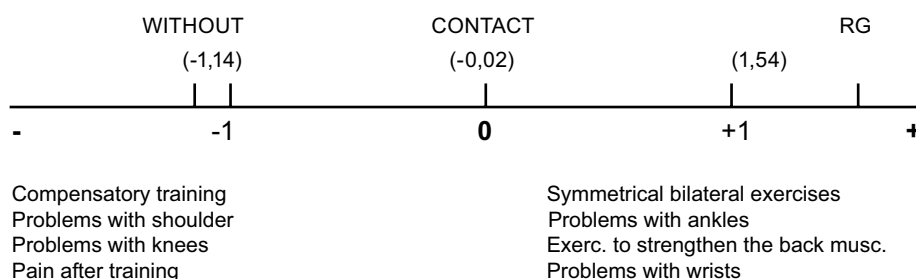 WITHOUT CONTACT RG
(-1,14) (-0,02) (1,54)
- -1 0 +1 +
Compensatory training Symmetrical bilateral exercises
Problems with shoulder Problems with ankles
Problems with knees Exerc. to strengthen the back musc.
Pain after training Problems with wrists